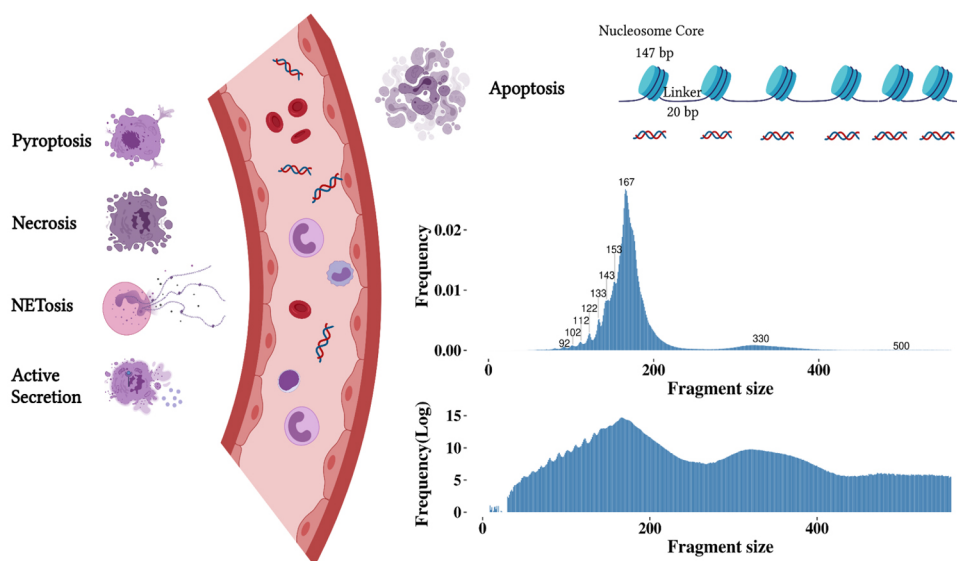 Nucleosome Core
147 bp
Apoptosis
Linker
20 bp
Pyroptosis
Necrosis
NETosis
Active
Secretion
Frequency
0.02
0.01
0.00
92
102
112
122
133
143
153
167
330
500
0
200
400
Fragment size
Frequency(Log)
15
10
5
0
0
200
400
Fragment size